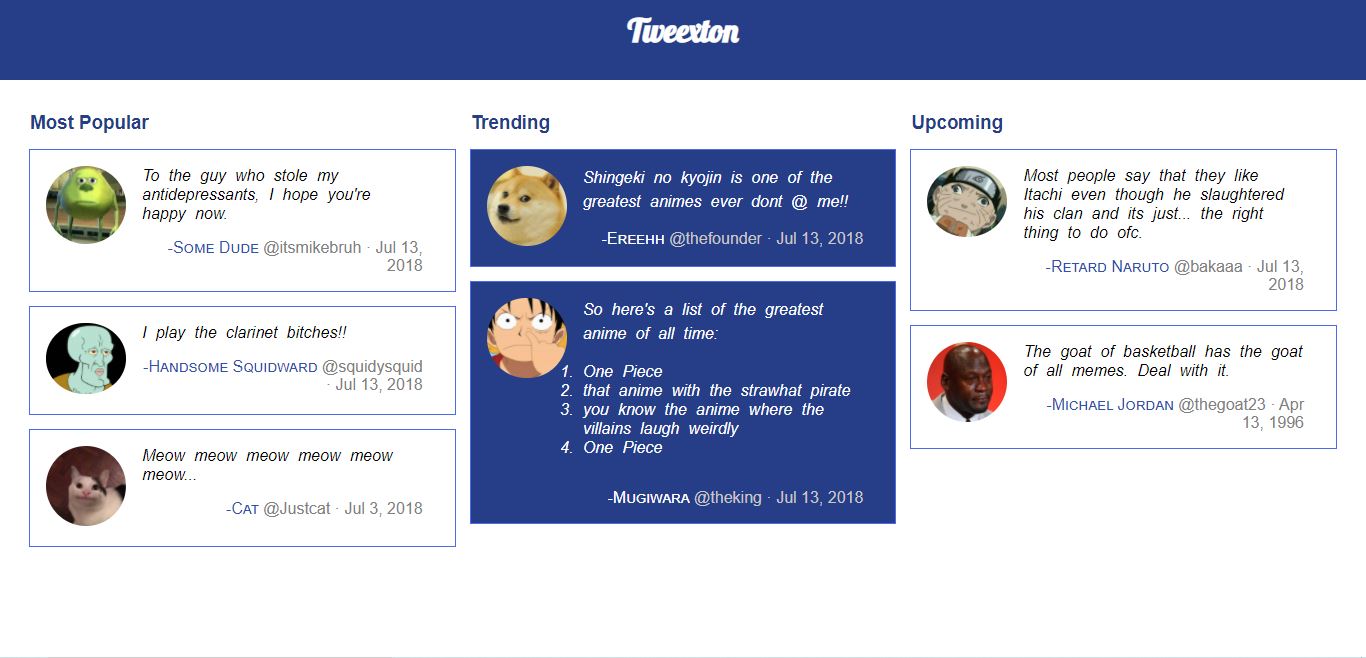 Tweexton
Most Popular
To the guy who stole my
antidepressants, I hope you're
happy now.
-Some Dude @itsmikebruh · Jul 13,
2018
I play the clarinet bitches!!
-Handsome Squidward @squidysquid
· Jul 13, 2018
Meow meow meow meow meow
meow...
-Cat @Justcat · Jul 3, 2018
Trending
Shingeki no kyojin is one of the
greatest animes ever dont @ me!!
-Ereehh @thefounder · Jul 13, 2018
So here's a list of the greatest
anime of all time:
1. One Piece
2. that anime with the strawhat pirate
3. you know the anime where the
villains laugh weirdly
4. One Piece
-Mugiwara @theking · Jul 13, 2018
Upcoming
Most people say that they like
Itachi even though he slaughtered
his clan and its just... the right
thing to do ofc.
-Retard Naruto @bakaaa · Jul 13,
2018
The goat of basketball has the goat
of all memes. Deal with it.
-Michael Jordan @thegoat23 · Apr
13, 1996